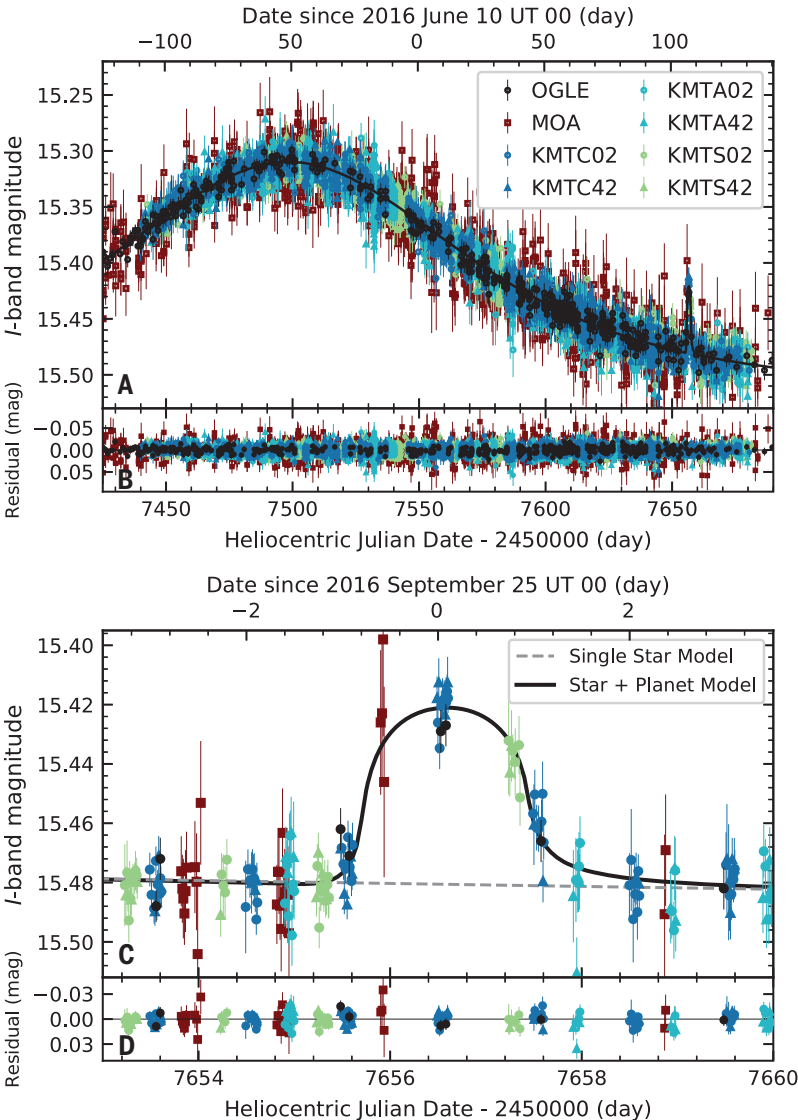 Date since 2016 June 10 UT 00 (day)
−100 −50 0 50 100
I-band magnitude
15.25
15.30
15.35
15.40
15.45
15.50
OGLE KMTA02
MOA KMTA42
KMTC02 KMTS02
KMTC42 KMTS42
A
Residual (mag)
−0.05
0.00
0.05
B
7450 7500 7550 7600 7650
Heliocentric Julian Date - 2450000 (day)
Date since 2016 September 25 UT 00 (day)
−2 0 2
I-band magnitude
15.40
15.42
15.44
15.46
15.48
15.50
Single Star Model
Star + Planet Model
C
Residual (mag)
−0.03
0.00
0.03
D
7654 7656 7658 7660
Heliocentric Julian Date - 2450000 (day)